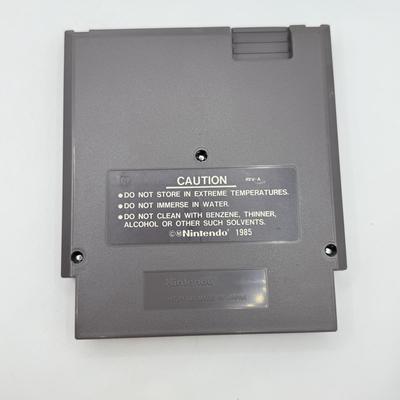 CAUTION REV-A
•DO NOT STORE IN EXTREME TEMPERATURES.
•DO NOT IMMERSE IN WATER.
•DO NOT CLEAN WITH BENZENE, THINNER,
ALCOHOL OR OTHER SUCH SOLVENTS.
©Nintendo® 1985
Nintendo